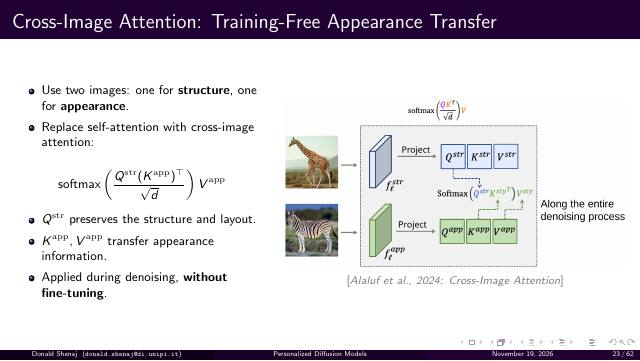 Cross-Image Attention: Training-Free Appearance Transfer
Use two images: one for structure, one
for appearance.
Replace self-attention with cross-image
attention:
softmax ( Q^str (K^app)^⊤ / √d ) V^app
Q^str preserves the structure and layout.
K^app, V^app transfer appearance
information.
Applied during denoising, without
fine-tuning.
softmax ( QK^T / √d ) V
Project
Q^str K^str V^str
f_ℓ^str
Softmax ( Q^str K^sty^T ) V^sty
Project
Q^app K^app V^app
f_ℓ^app
Along the entire
denoising process
[Alaluf et al., 2024: Cross-Image Attention]
Donald Shenaj (donald.shenaj@di.unipi.it) Personalized Diffusion Models November 19, 2026 23 / 62